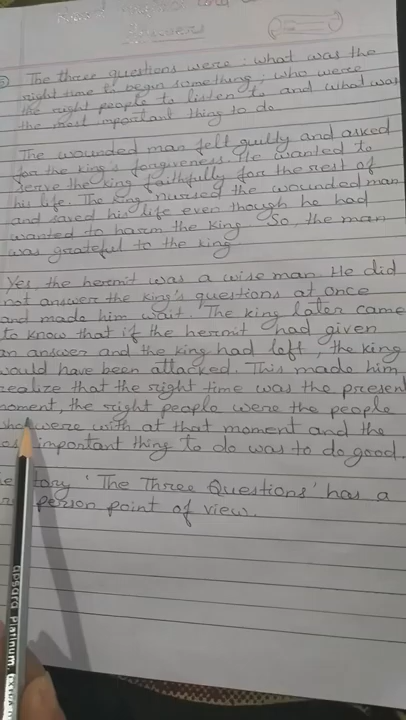 Answers
The three questions were: what was the
right time to begin something; who were
the right people to listen to and what was
the most important thing to do
The wounded man felt guilty and asked
for the king's forgiveness. He wanted to
serve the king faithfully for the rest of
his life. The king nursed the wounded man
and saved his life even though he had
wanted to harm the king. So, the man
was grateful to the king
Yes, the hermit was a wise man. He did
not answer the king's questions at once
and made him wait. The king later came
to know that if the hermit had given
an answer and the king had left, the king
would have been attacked. This made him
realize that the right time was the present
moment, the right people were the people
were with at that moment and the
important thing to do was to do good.
'The Three Questions' has a
person point of view.
apsara Platinum